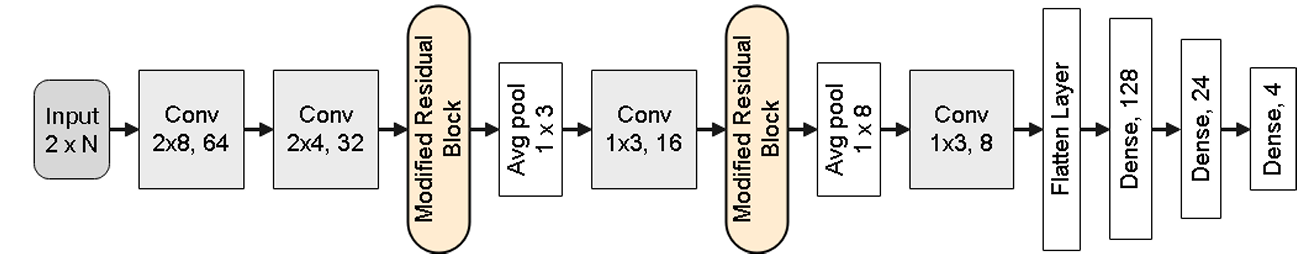 Input
2 x N
Conv
2x8, 64
Conv
2x4, 32
Modified Residual
Block
Avg pool
1 x 3
Conv
1x3, 16
Modified Residual
Block
Avg pool
1 x 8
Conv
1x3, 8
Flatten Layer
Dense, 128
Dense, 24
Dense, 4